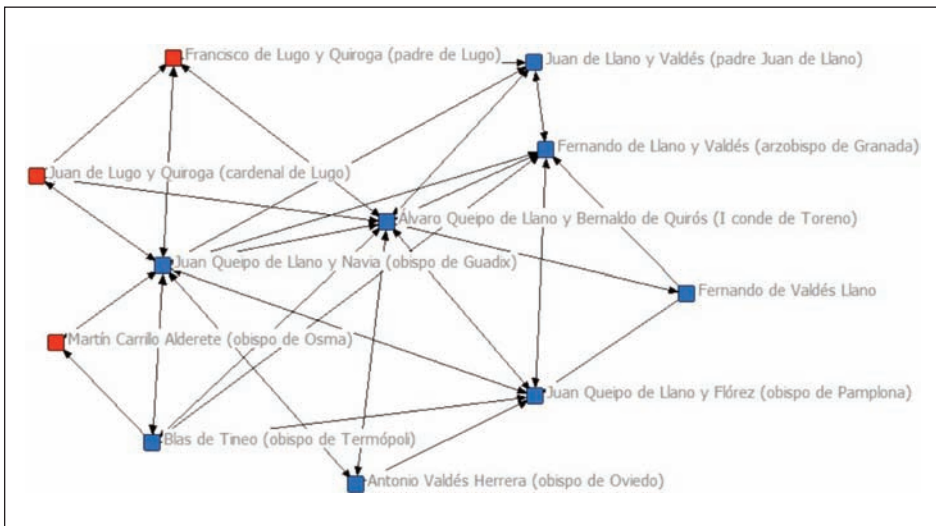 Francisco de Lugo y Quiroga (padre de Lugo)
Juan de Llano y Valdés (padre Juan de Llano)
Fernando de Llano y Valdés (arzobispo de Granada)
Juan de Lugo y Quiroga (cardenal de Lugo)
Álvaro Queipo de Llano y Bernaldo de Quirós (I conde de Toreno)
Juan Queipo de Llano y Navia (obispo de Guadix)
Fernando de Valdés Llano
Martín Carrillo Alderete (obispo de Osma)
Juan Queipo de Llano y Flórez (obispo de Pamplona)
Blas de Tineo (obispo de Termópoli)
Antonio Valdés Herrera (obispo de Oviedo)